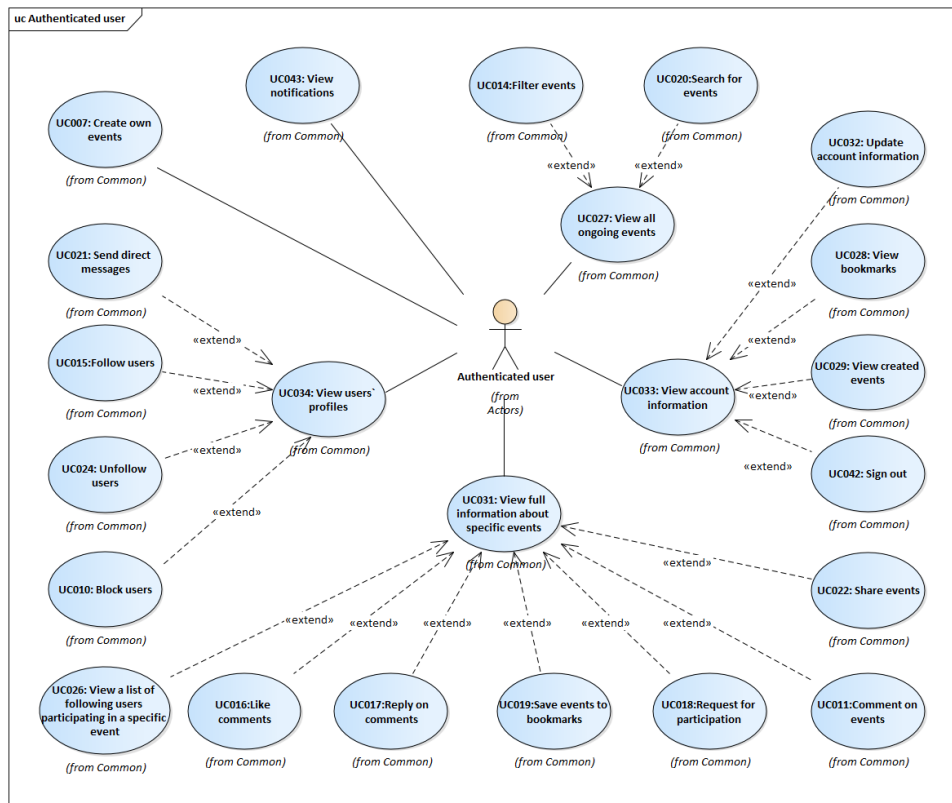 uc Authenticated user
UC043: View
notifications
UC014:Filter events
UC020:Search for
events
UC007: Create own
events
(from Common)
(from Common)
(from Common)
UC032: Update
account information
(from Common)
«extend»
«extend»
(from Common)
UC027: View all
ongoing events
UC021: Send direct
messages
UC028: View
bookmarks
(from Common)
«extend»
(from Common)
(from Common)
«extend»
«extend»
UC015:Follow users
Authenticated user
UC029: View created
events
«extend»
UC034: View users`
profiles
(from
Actors)
UC033: View account
information
(from Common)
(from Common)
«extend»
(from Common)
(from Common)
(from Common)
UC024: Unfollow
users
«extend»
UC042: Sign out
UC031: View full
information about
specific events
(from Common)
«extend»
(from Common)
(from Common)
UC010: Block users
UC022: Share events
«extend»
«extend»
«extend»
«extend»
«extend»
«extend»
«extend»
(from Common)
(from Common)
UC026: View a list of
following users
participating in a specific
event
UC016:Like
comments
UC017:Reply on
comments
UC019:Save events to
bookmarks
UC018:Request for
participation
UC011:Comment on
events
(from Common)
(from Common)
(from Common)
(from Common)
(from Common)
(from Common)